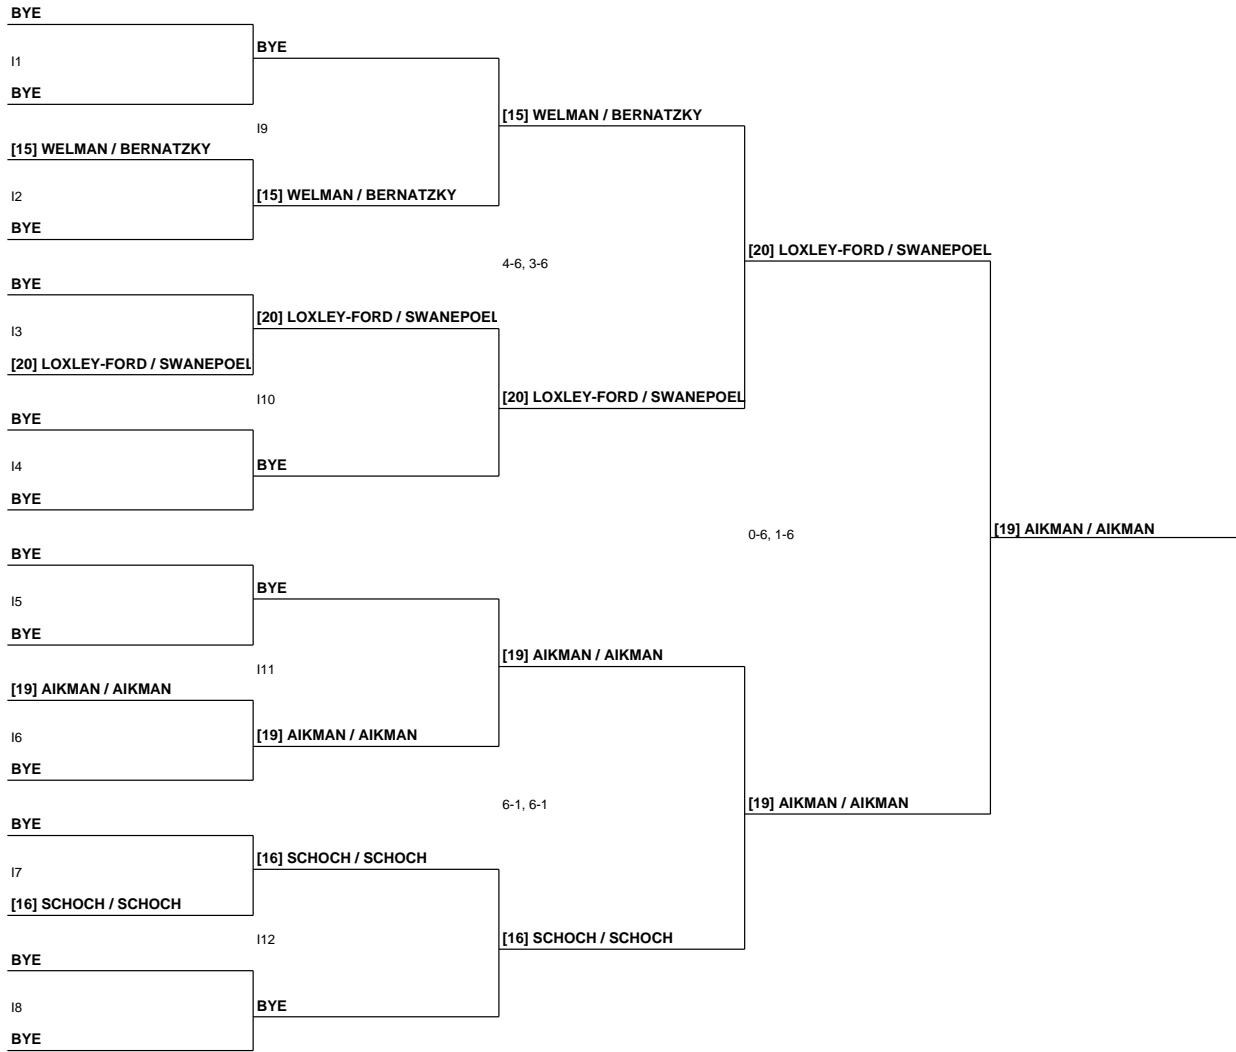 BYE
I1
BYE
[15] WELMAN / BERNATZKY
I2
BYE
BYE
I3
[20] LOXLEY-FORD / SWANEPOEL
BYE
I4
BYE
BYE
I5
BYE
[19] AIKMAN / AIKMAN
I6
BYE
BYE
I7
[16] SCHOCH / SCHOCH
BYE
I8
BYE
BYE
I9
[15] WELMAN / BERNATZKY
[20] LOXLEY-FORD / SWANEPOEL
I10
BYE
BYE
I11
[19] AIKMAN / AIKMAN
[16] SCHOCH / SCHOCH
I12
BYE
[15] WELMAN / BERNATZKY
4-6, 3-6
[20] LOXLEY-FORD / SWANEPOEL
[19] AIKMAN / AIKMAN
6-1, 6-1
[16] SCHOCH / SCHOCH
[20] LOXLEY-FORD / SWANEPOEL
0-6, 1-6
[19] AIKMAN / AIKMAN
[19] AIKMAN / AIKMAN